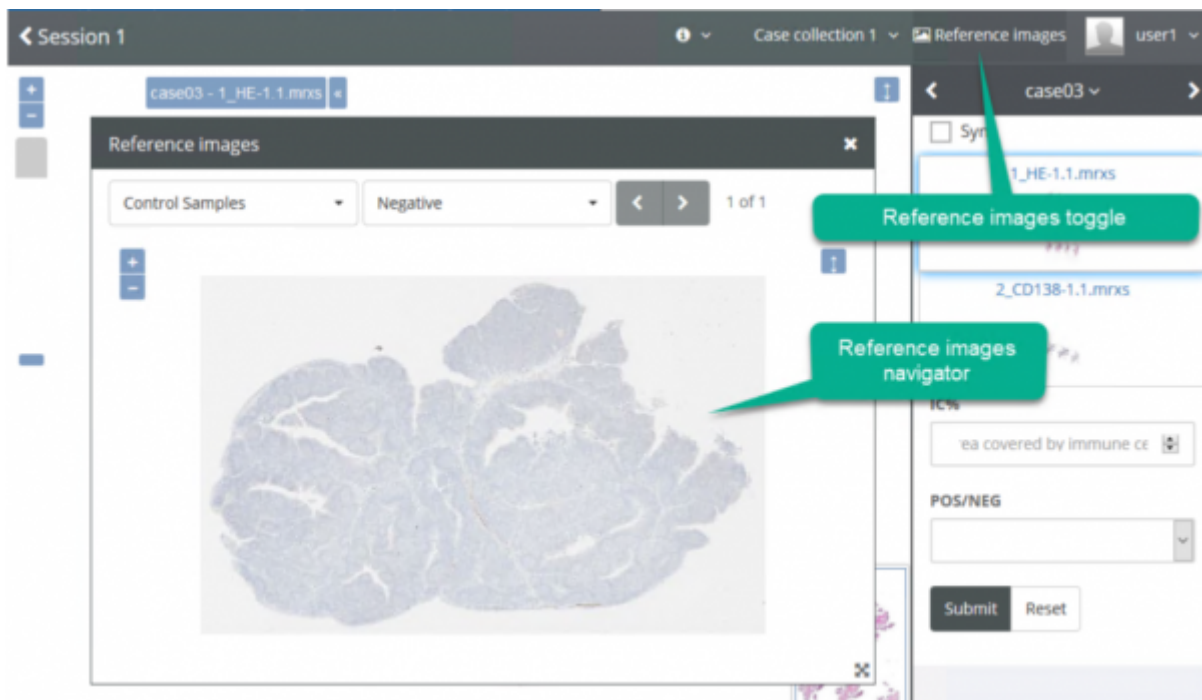 Session 1
Case collection 1
Reference images
user1
case03 - 1_HE-1.1.mrxs «
case03
Reference images
Syn
1_HE-1.1.mrxs
Control Samples
Negative
1 of 1
Reference images toggle
2_CD138-1.1.mrxs
Reference images
navigator
IC%
ea covered by immune ce
POS/NEG
Submit
Reset